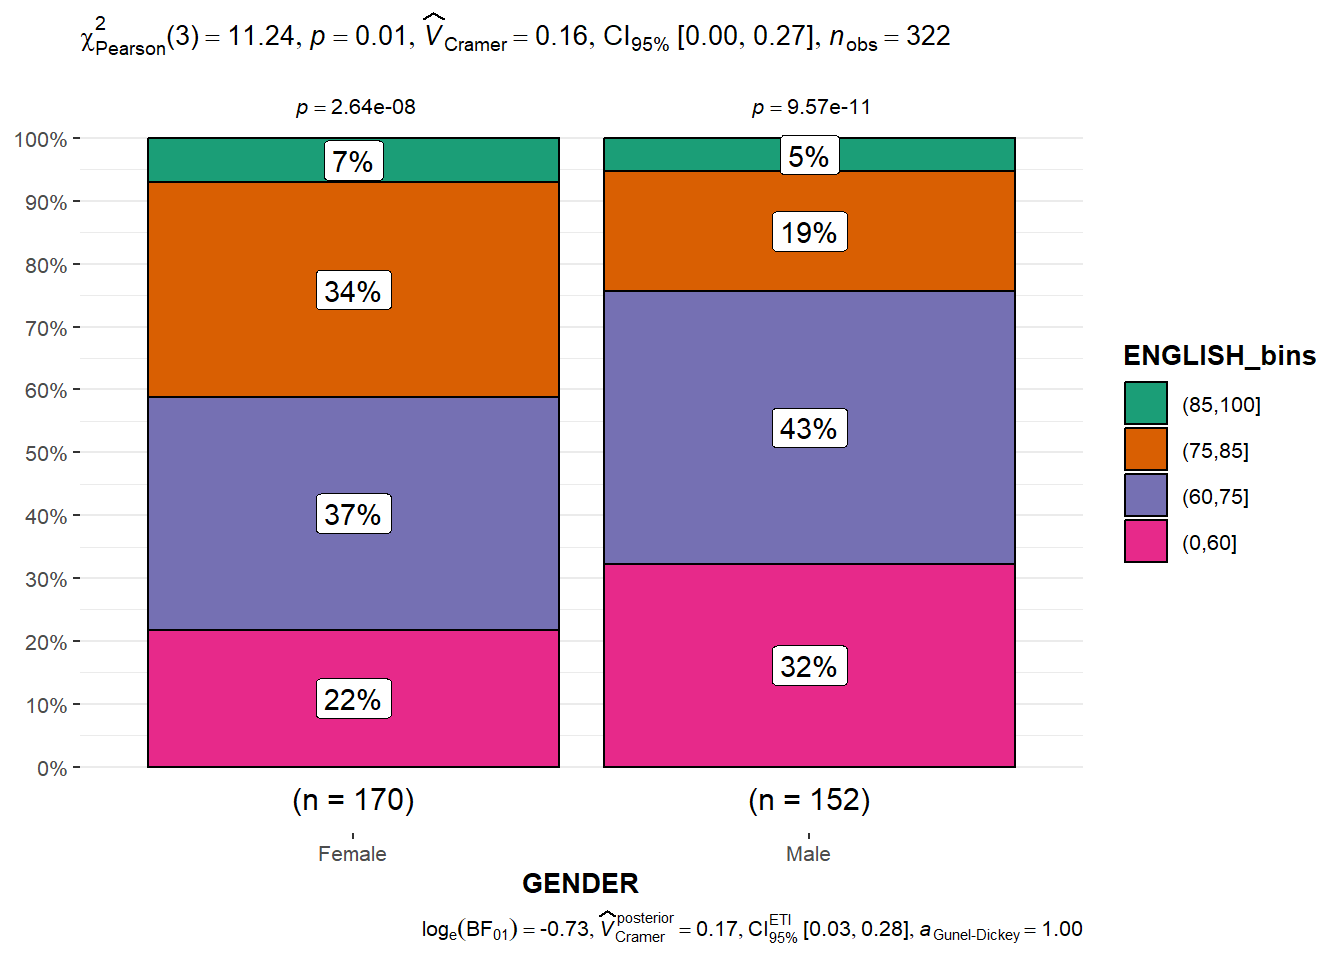 χ²Pearson(3) = 11.24, p = 0.01, V̂Cramer = 0.16, CI95% [0.00, 0.27], nobs = 322
p = 2.64e-08
p = 9.57e-11
100%
90%
80%
70%
60%
50%
40%
30%
20%
10%
0%
7%
34%
37%
22%
5%
19%
43%
32%
(n = 170)
(n = 152)
Female
Male
GENDER
ENGLISH_bins
(85,100]
(75,85]
(60,75]
(0,60]
loge(BF01) = -0.73, V̂posteriorCramer = 0.17, CIETI95% [0.03, 0.28], aGunel-Dickey = 1.00